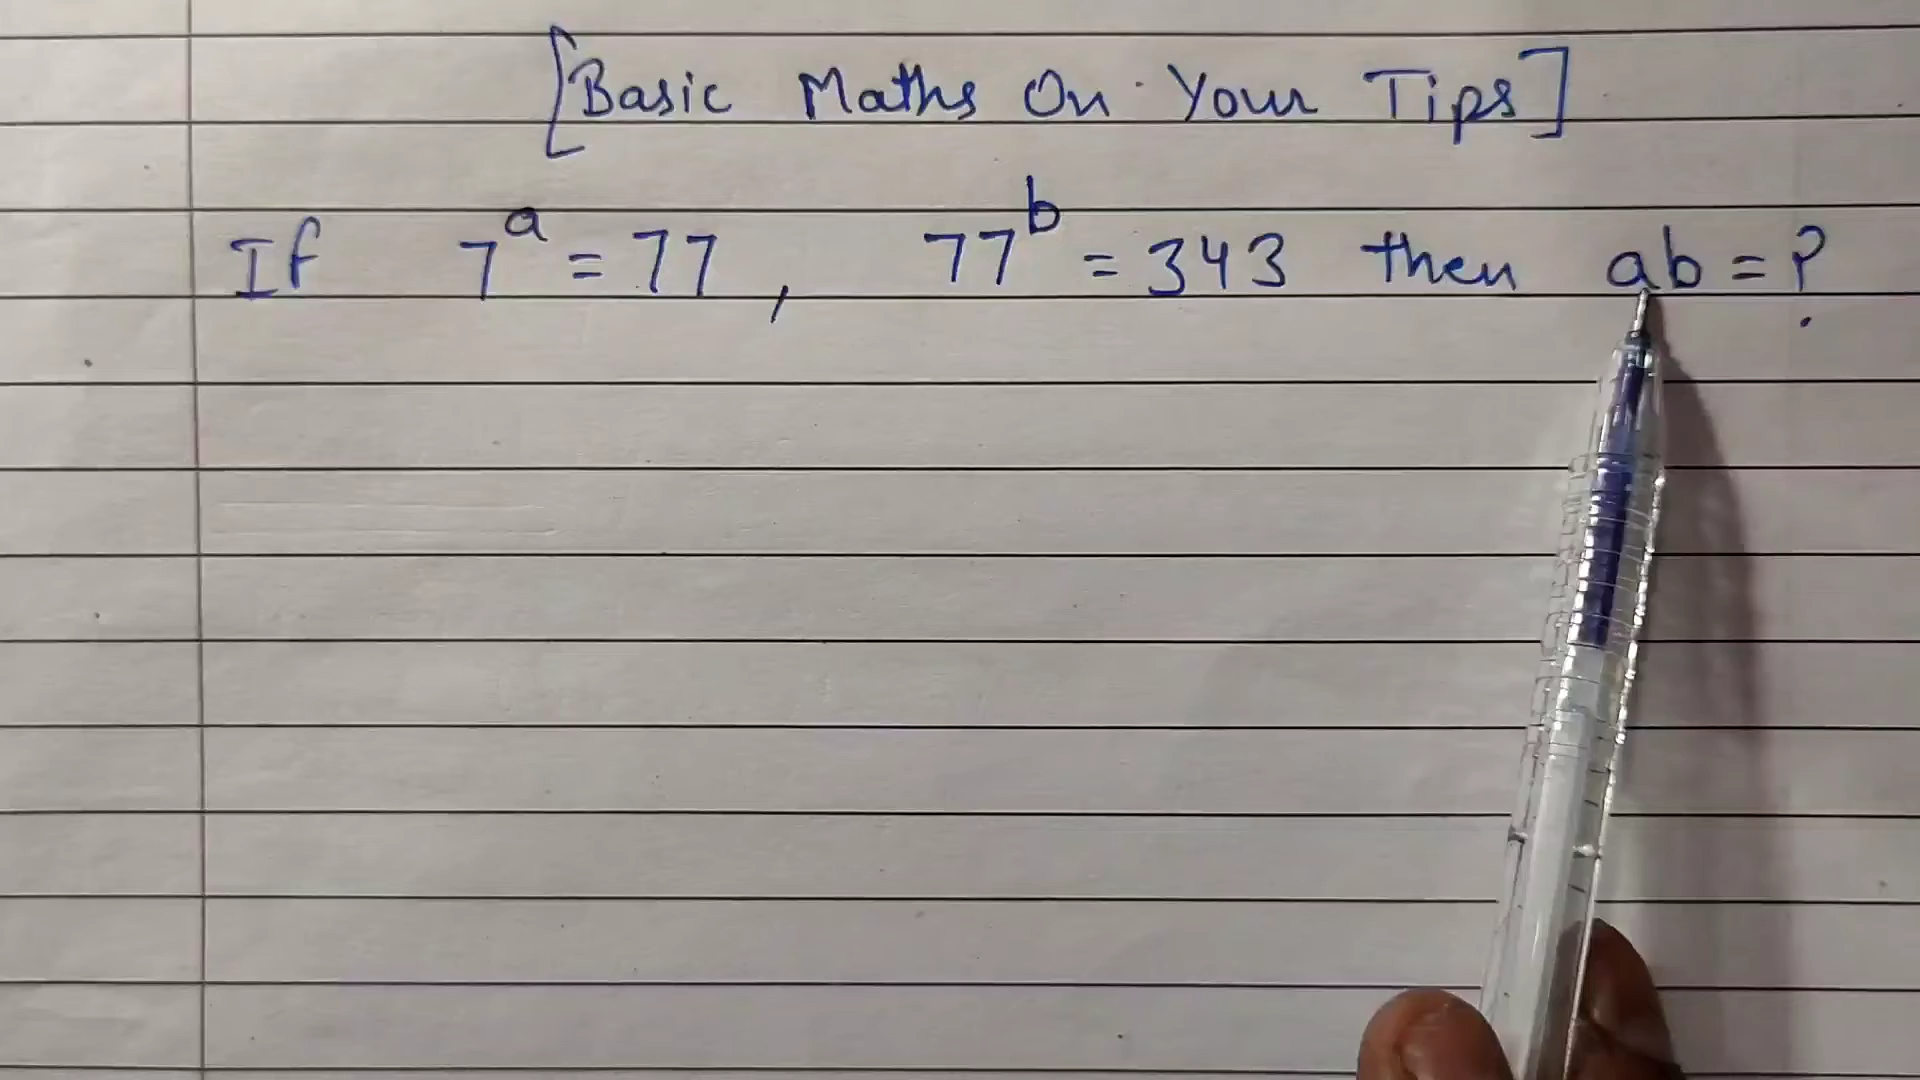 [Basic Maths On Your Tips]
If 7^a = 77, 77^b = 343 then ab = ?